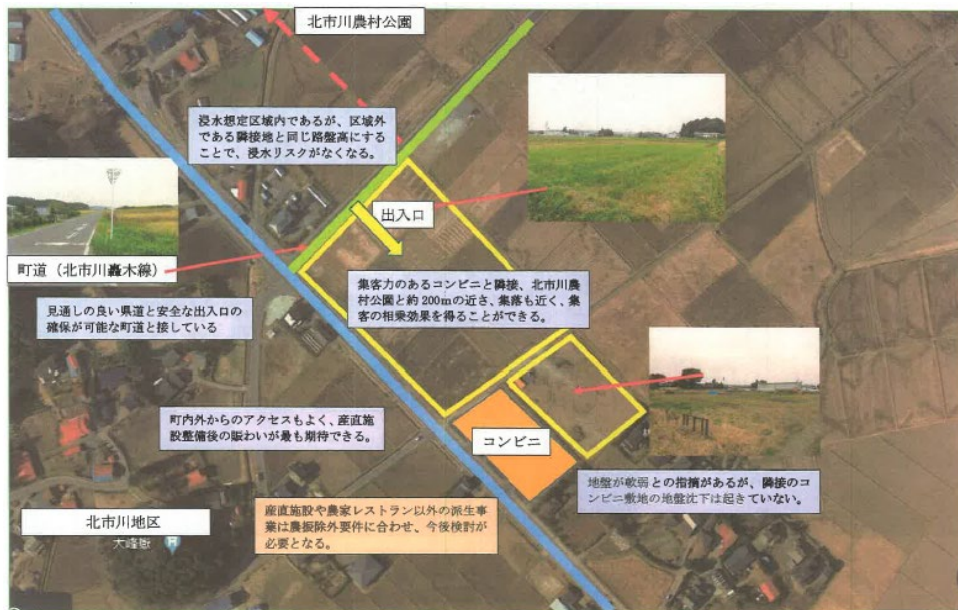 北市川農村公園
浸水想定区域内であるが、区域外
である隣接地と同じ路盤高にする
ことで、浸水リスクがなくなる。
出入口
町道（北市川轟木線）
集客力のあるコンビニと隣接、北市川農
村公園と約200mの近さ、集落も近く、集
客の相乗効果を得ることができる。
見通しの良い県道と安全な出入口の
確保が可能な町道と接している
町内外からのアクセスもよく、産直施
設整備後の賑わいが最も期待できる。
コンビニ
地盤が軟弱との指摘があるが、隣接のコ
ンビニ敷地の地盤沈下は起きていない。
産直施設や農家レストラン以外の派生事
業は農振除外要件に合わせ、今後検討が
必要となる。
北市川地区
大峰嶽